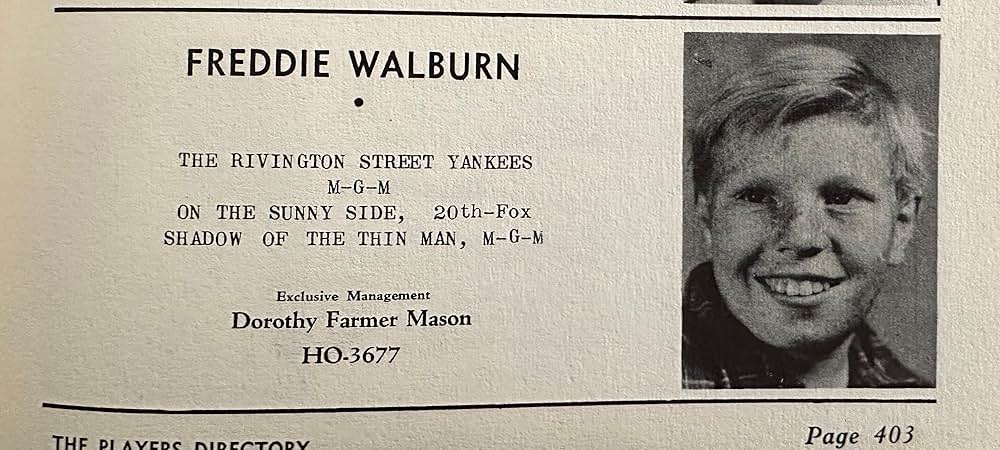 FREDDIE WALBURN
THE RIVINGTON STREET YANKEES
M-G-M
ON THE SUNNY SIDE, 20th-Fox
SHADOW OF THE THIN MAN, M-G-M
Exclusive Management
Dorothy Farmer Mason
HO-3677
THE PLAYERS DIRECTORY
Page 403